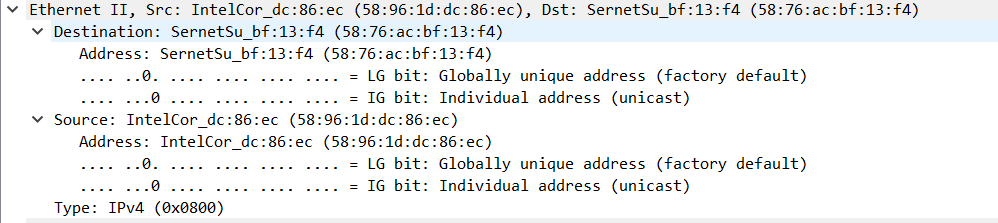 Ethernet II, Src: IntelCor_dc:86:ec (58:96:1d:dc:86:ec), Dst: SernetSu_bf:13:f4 (58:76:ac:bf:13:f4)
Destination: SernetSu_bf:13:f4 (58:76:ac:bf:13:f4)
Address: SernetSu_bf:13:f4 (58:76:ac:bf:13:f4)
.... ..0. .... .... .... .... = LG bit: Globally unique address (factory default)
.... ...0 .... .... .... .... = IG bit: Individual address (unicast)
Source: IntelCor_dc:86:ec (58:96:1d:dc:86:ec)
Address: IntelCor_dc:86:ec (58:96:1d:dc:86:ec)
.... ..0. .... .... .... .... = LG bit: Globally unique address (factory default)
.... ...0 .... .... .... .... = IG bit: Individual address (unicast)
Type: IPv4 (0x0800)